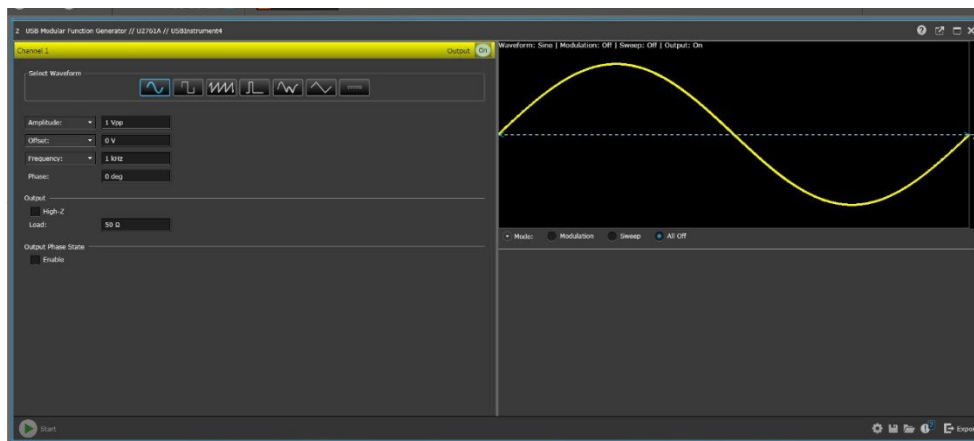 2 USB Modular Function Generator // U2761A // USBInstrument4
Channel 1
Output On
Waveform: Sine | Modulation: Off | Sweep: Off | Output: On
Select Waveform
Amplitude: 1 Vpp
Offset: 0 V
Frequency: 1 kHz
Phase: 0 deg
Output
High-Z
Load: 50 Ω
Output Phase State
Enable
Mode: Modulation Sweep All Off
Start
Export